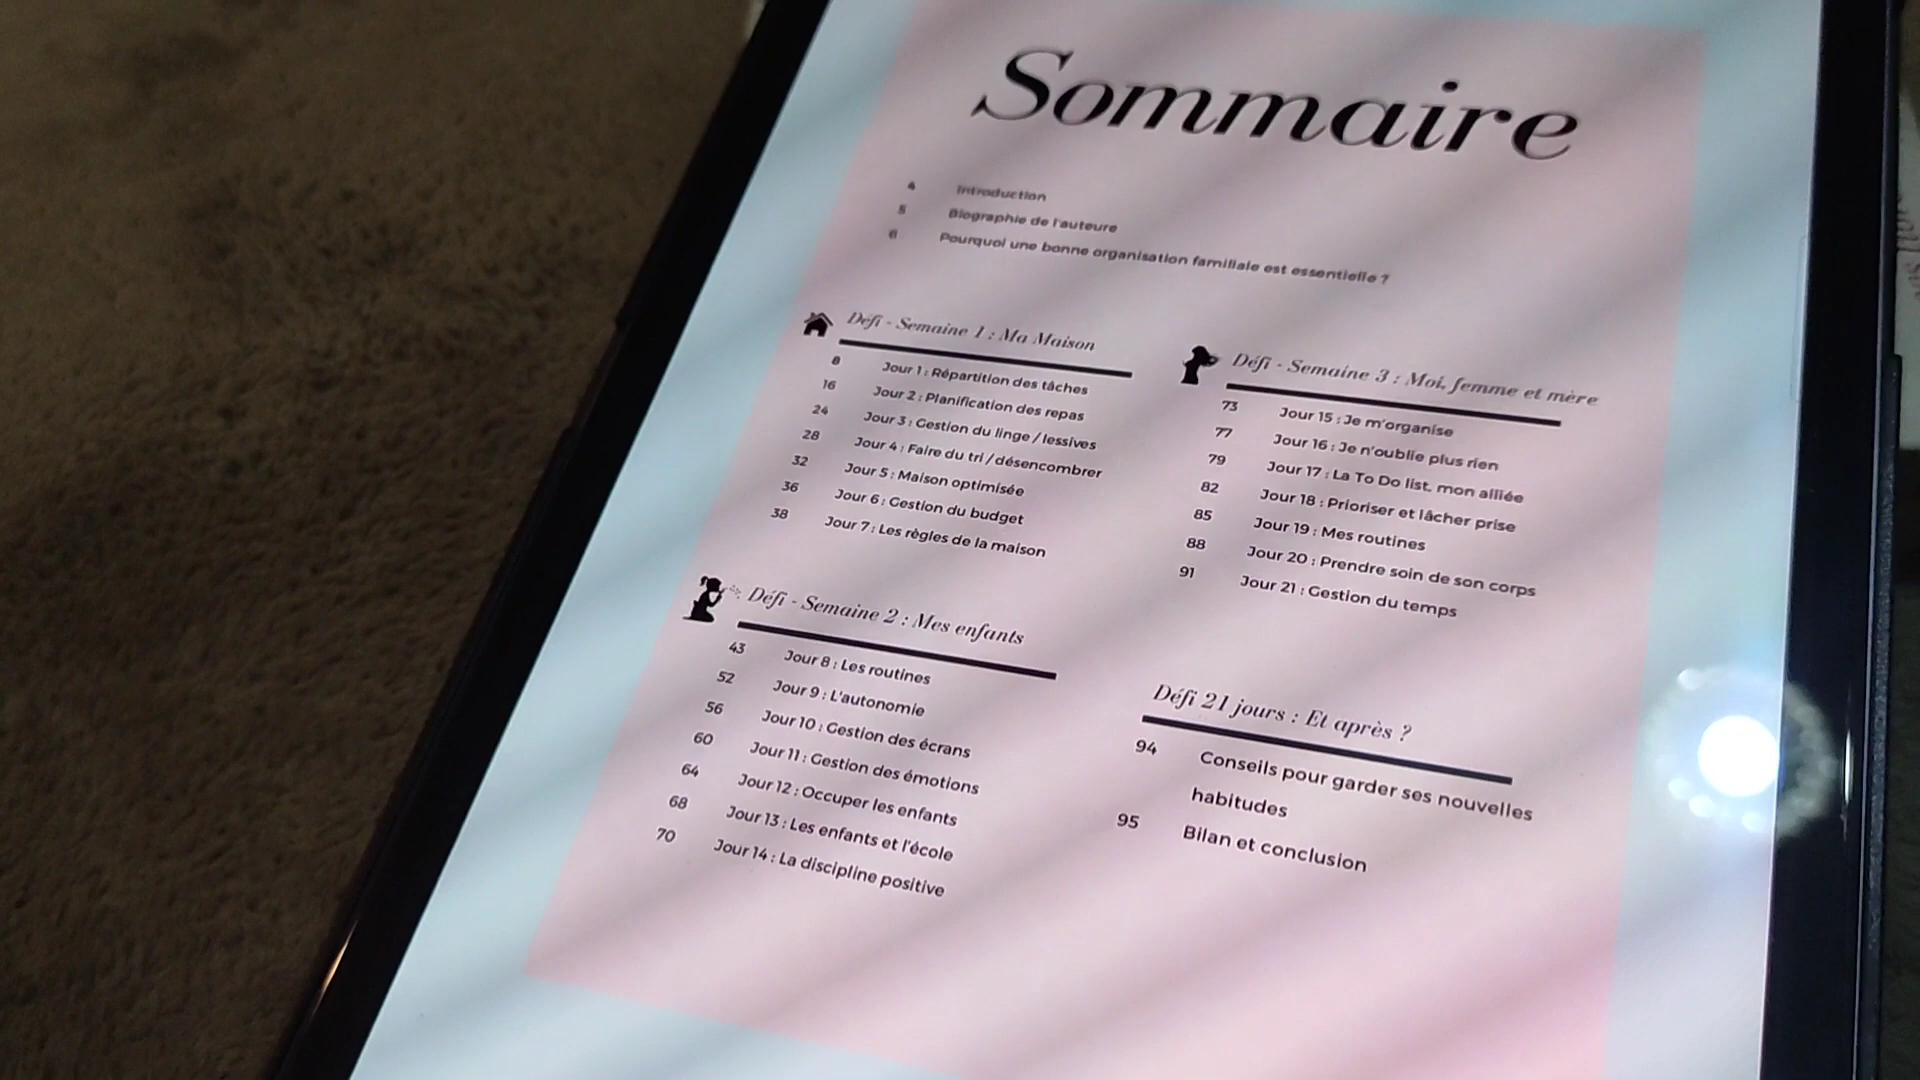 Sommaire
4 Introduction
5 Biographie de l'auteure
6 Pourquoi une bonne organisation familiale est essentielle ?
Défi - Semaine 1 : Ma Maison
8 Jour 1 : Répartition des tâches
16 Jour 2 : Planification des repas
24 Jour 3 : Gestion du linge / lessives
28 Jour 4 : Faire du tri / désencombrer
32 Jour 5 : Maison optimisée
36 Jour 6 : Gestion du budget
38 Jour 7 : Les règles de la maison
Défi - Semaine 2 : Mes enfants
43 Jour 8 : Les routines
52 Jour 9 : L'autonomie
56 Jour 10 : Gestion des écrans
60 Jour 11 : Gestion des émotions
64 Jour 12 : Occuper les enfants
68 Jour 13 : Les enfants et l'école
70 Jour 14 : La discipline positive
Défi - Semaine 3 : Moi, femme et mère
73 Jour 15 : Je m'organise
77 Jour 16 : Je n'oublie plus rien
79 Jour 17 : La To Do list, mon alliée
82 Jour 18 : Prioriser et lâcher prise
85 Jour 19 : Mes routines
88 Jour 20 : Prendre soin de son corps
91 Jour 21 : Gestion du temps
Défi 21 jours : Et après ?
94 Conseils pour garder ses nouvelles
habitudes
95 Bilan et conclusion